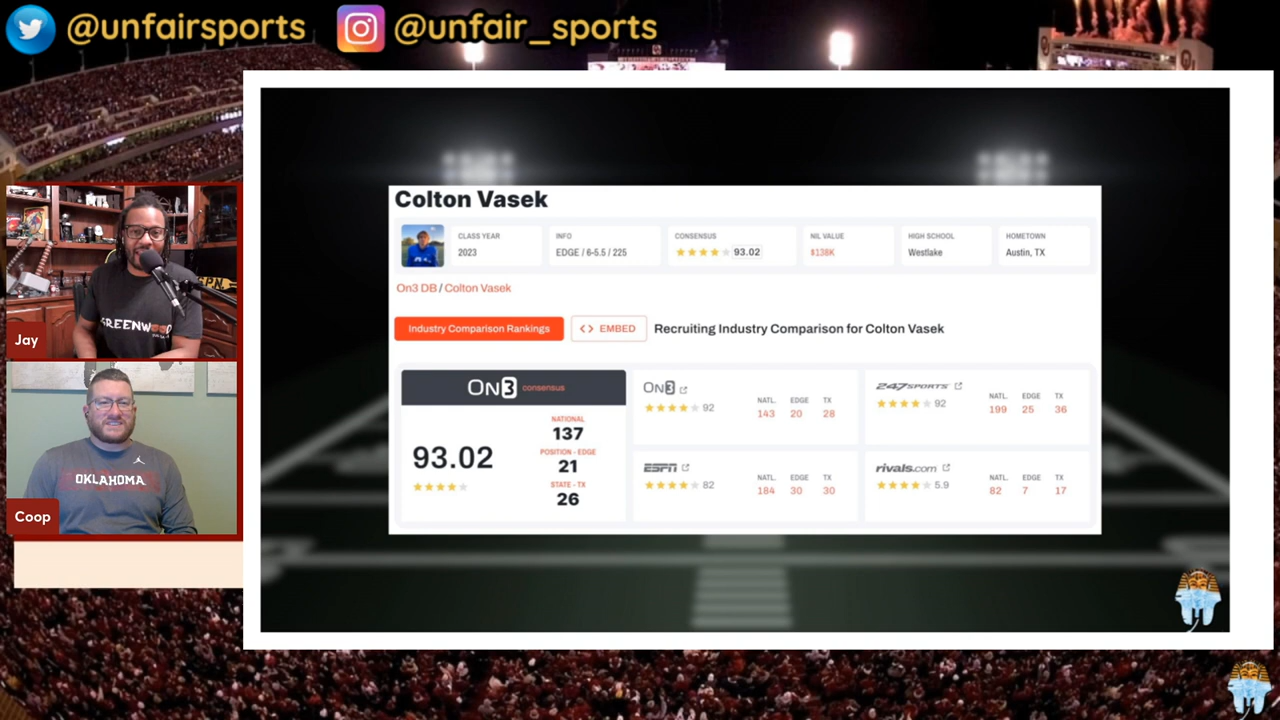 @unfairsports @unfair_sports
Colton Vasek
CLASS YEAR INFO CONSENSUS NIL VALUE HIGH SCHOOL HOMETOWN
2023 EDGE / 6-5.5 / 225 93.02 $138K Westlake Austin, TX
On3 DB / Colton Vasek
Industry Comparison Rankings <> EMBED Recruiting Industry Comparison for Colton Vasek
ON3 consensus
93.02
NATIONAL
137
POSITION - EDGE
21
STATE - TX
26
ON3
92
NATL. EDGE TX
143 20 28
247SPORTS
92
NATL. EDGE TX
199 25 36
ESPN
82
NATL. EDGE TX
184 30 30
rivals.com
5.9
NATL. EDGE TX
82 7 17
GREENWOOD
Jay
OKLAHOMA
Coop